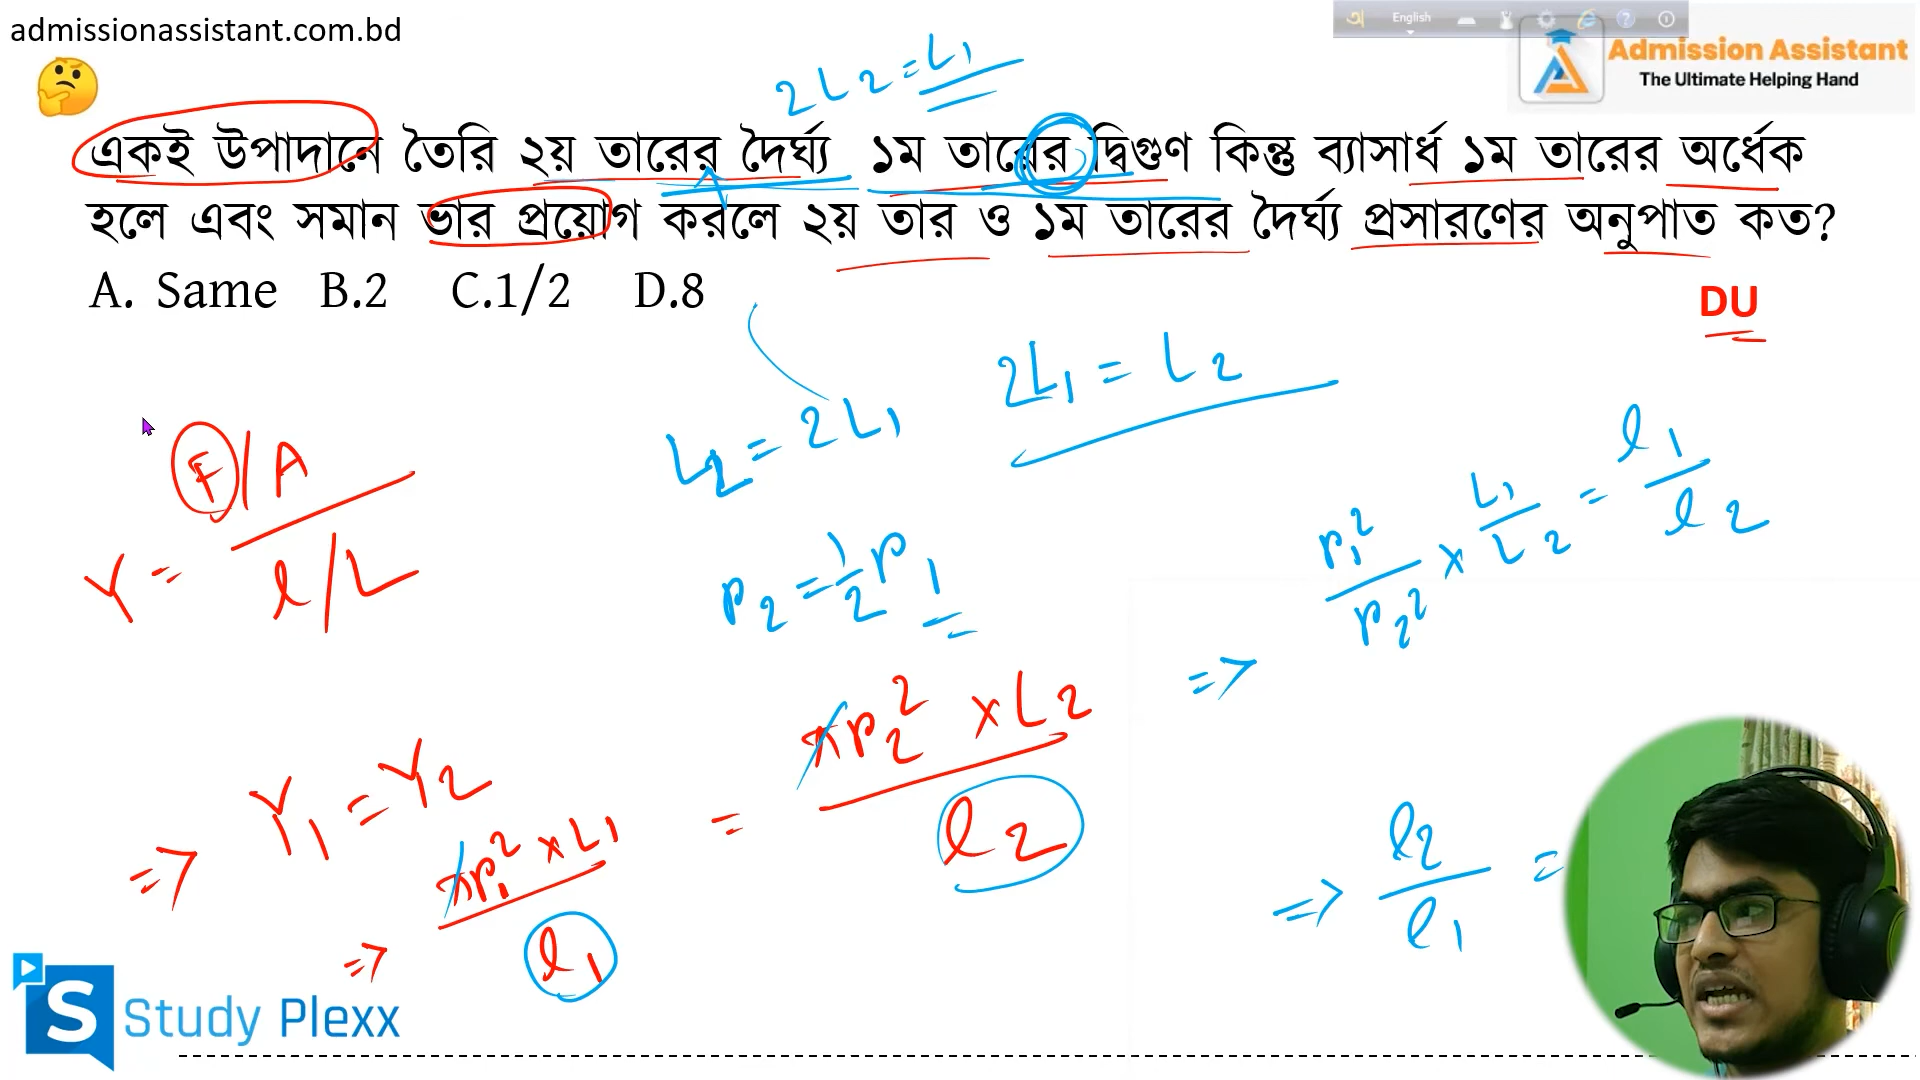 admissionassistant.com.bd
English
Admission Assistant
The Ultimate Helping Hand
2L2 = L1
একই উপাদানে তৈরি ২য় তারের দৈর্ঘ্য ১ম তারের দ্বিগুণ কিন্তু ব্যাসার্ধ ১ম তারের অর্ধেক
হলে এবং সমান ভার প্রয়োগ করলে ২য় তার ও ১ম তারের দৈর্ঘ্য প্রসারণের অনুপাত কত?
A. Same B.2 C.1/2 D.8
DU
Y = F/A / l/L
L2 = 2L1
2L1 = L2
r2 = 1/2 r1
r1²/r2² × L1/L2 = l1/l2
=> Y1 = Y2
=> πr1² × L1 / l1 = πr2² × L2 / l2
=>
=> l2/l1 =
S Study Plexx